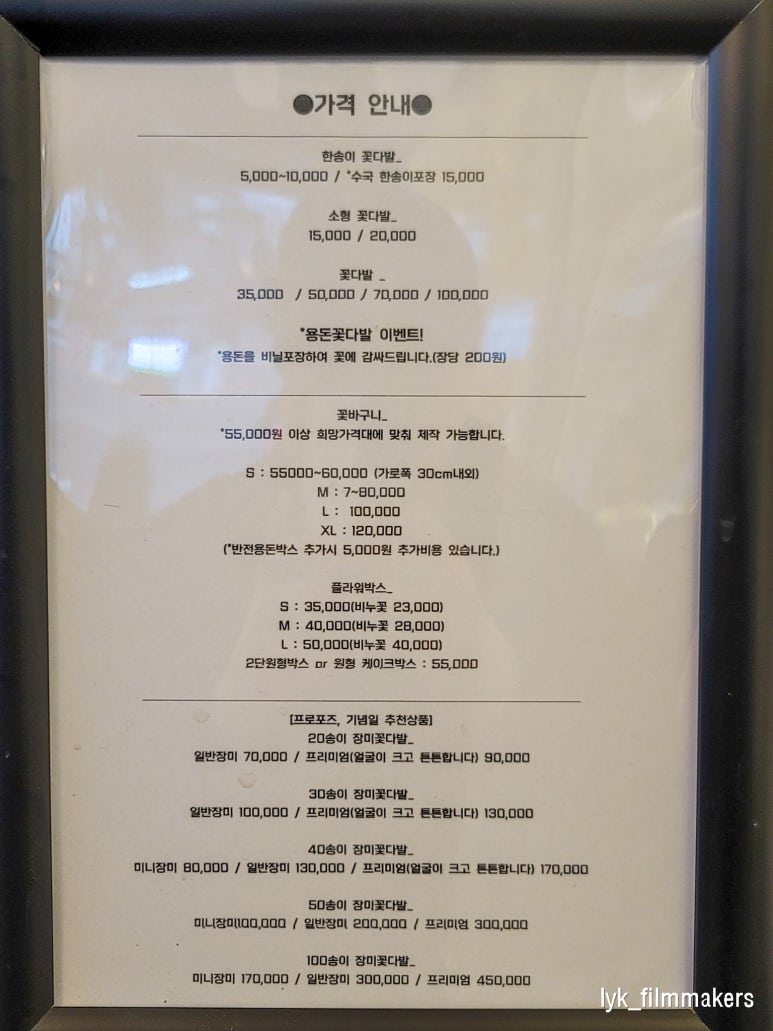 ●가격 안내●
한송이 꽃다발_
5,000~10,000 / *수국 한송이포장 15,000
소형 꽃다발_
15,000 / 20,000
꽃다발 _
35,000 / 50,000 / 70,000 / 100,000
*용돈꽃다발 이벤트!
*용돈을 비닐포장하여 꽃에 감싸드립니다.(장당 200원)
꽃바구니_
*55,000원 이상 희망가격대에 맞춰 제작 가능합니다.
S : 55000~60,000 (가로폭 30cm내외)
M : 7~80,000
L : 100,000
XL : 120,000
(*반전용돈박스 추가시 5,000원 추가비용 있습니다.)
플라워박스_
S : 35,000(비누꽃 23,000)
M : 40,000(비누꽃 28,000)
L : 50,000(비누꽃 40,000)
2단원형박스 or 원형 케이크박스 : 55,000
[프로포즈, 기념일 추천상품]
20송이 장미꽃다발_
일반장미 70,000 / 프리미엄(얼굴이 크고 튼튼합니다) 90,000
30송이 장미꽃다발_
일반장미 100,000 / 프리미엄(얼굴이 크고 튼튼합니다) 130,000
40송이 장미꽃다발_
미니장미 80,000 / 일반장미 130,000 / 프리미엄(얼굴이 크고 튼튼합니다) 170,000
50송이 장미꽃다발_
미니장미100,000 / 일반장미 200,000 / 프리미엄 300,000
100송이 장미꽃다발_
미니장미 170,000 / 일반장미 300,000 / 프리미엄 450,000
lyk_filmmakers